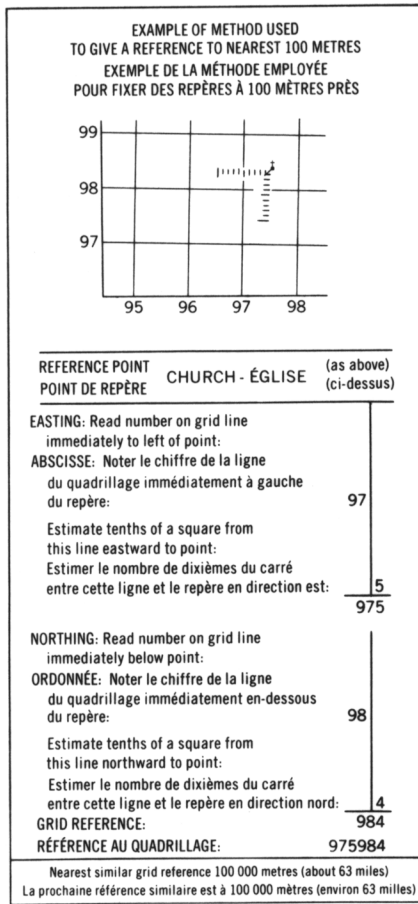 EXAMPLE OF METHOD USED
TO GIVE A REFERENCE TO NEAREST 100 METRES
EXEMPLE DE LA MÉTHODE EMPLOYÉE
POUR FIXER DES REPÈRES À 100 MÈTRES PRÈS
99
98
97
95 96 97 98
REFERENCE POINT
POINT DE REPÈRE
CHURCH - ÉGLISE
(as above)
(ci-dessus)
EASTING: Read number on grid line
immediately to left of point:
ABSCISSE: Noter le chiffre de la ligne
du quadrillage immédiatement à gauche
du repère: 97
Estimate tenths of a square from
this line eastward to point:
Estimer le nombre de dixièmes du carré
entre cette ligne et le repère en direction est: 5
975
NORTHING: Read number on grid line
immediately below point:
ORDONNÉE: Noter le chiffre de la ligne
du quadrillage immédiatement en-dessous
du repère: 98
Estimate tenths of a square from
this line northward to point:
Estimer le nombre de dixièmes du carré
entre cette ligne et le repère en direction nord: 4
GRID REFERENCE: 984
RÉFÉRENCE AU QUADRILLAGE: 975984
Nearest similar grid reference 100 000 metres (about 63 miles)
La prochaine référence similaire est à 100 000 mètres (environ 63 milles)